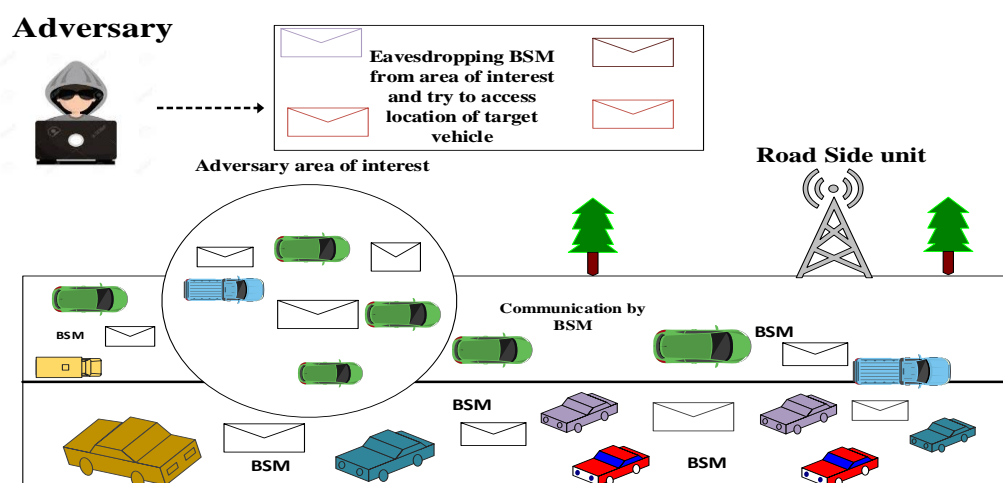 Adversary
Eavesdropping BSM
from area of interest
and try to access
location of target
vehicle
Adversary area of interest
Road Side unit
Communication by
BSM
BSM
BSM
BSM
BSM
BSM